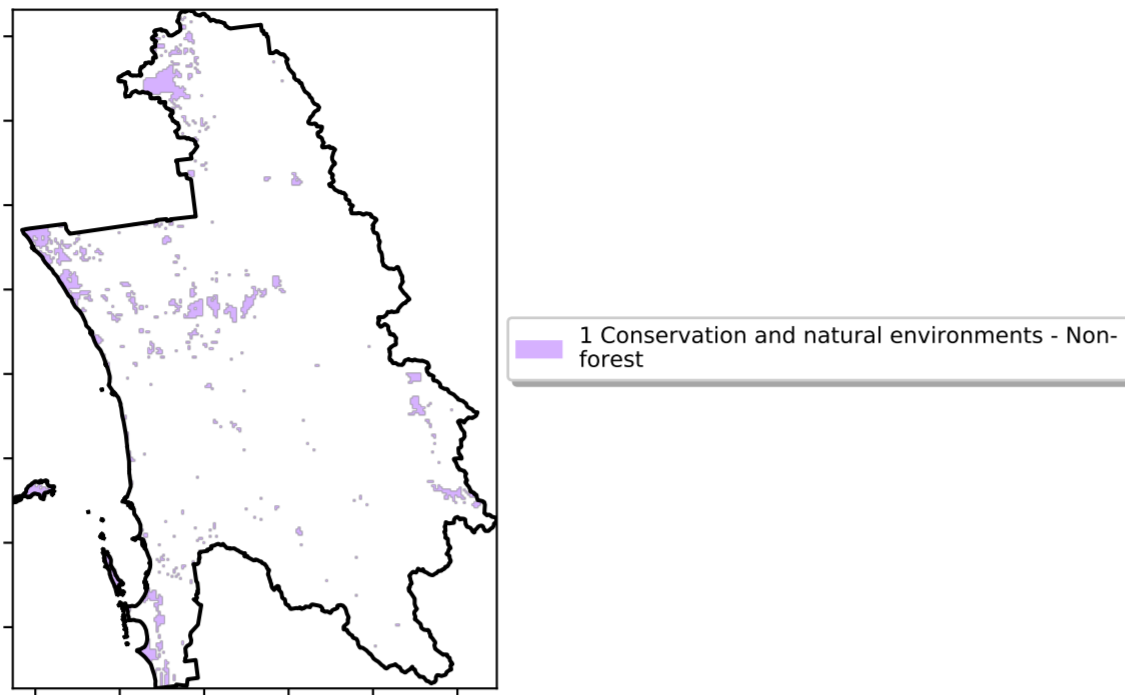 1 Conservation and natural environments - Non-
forest